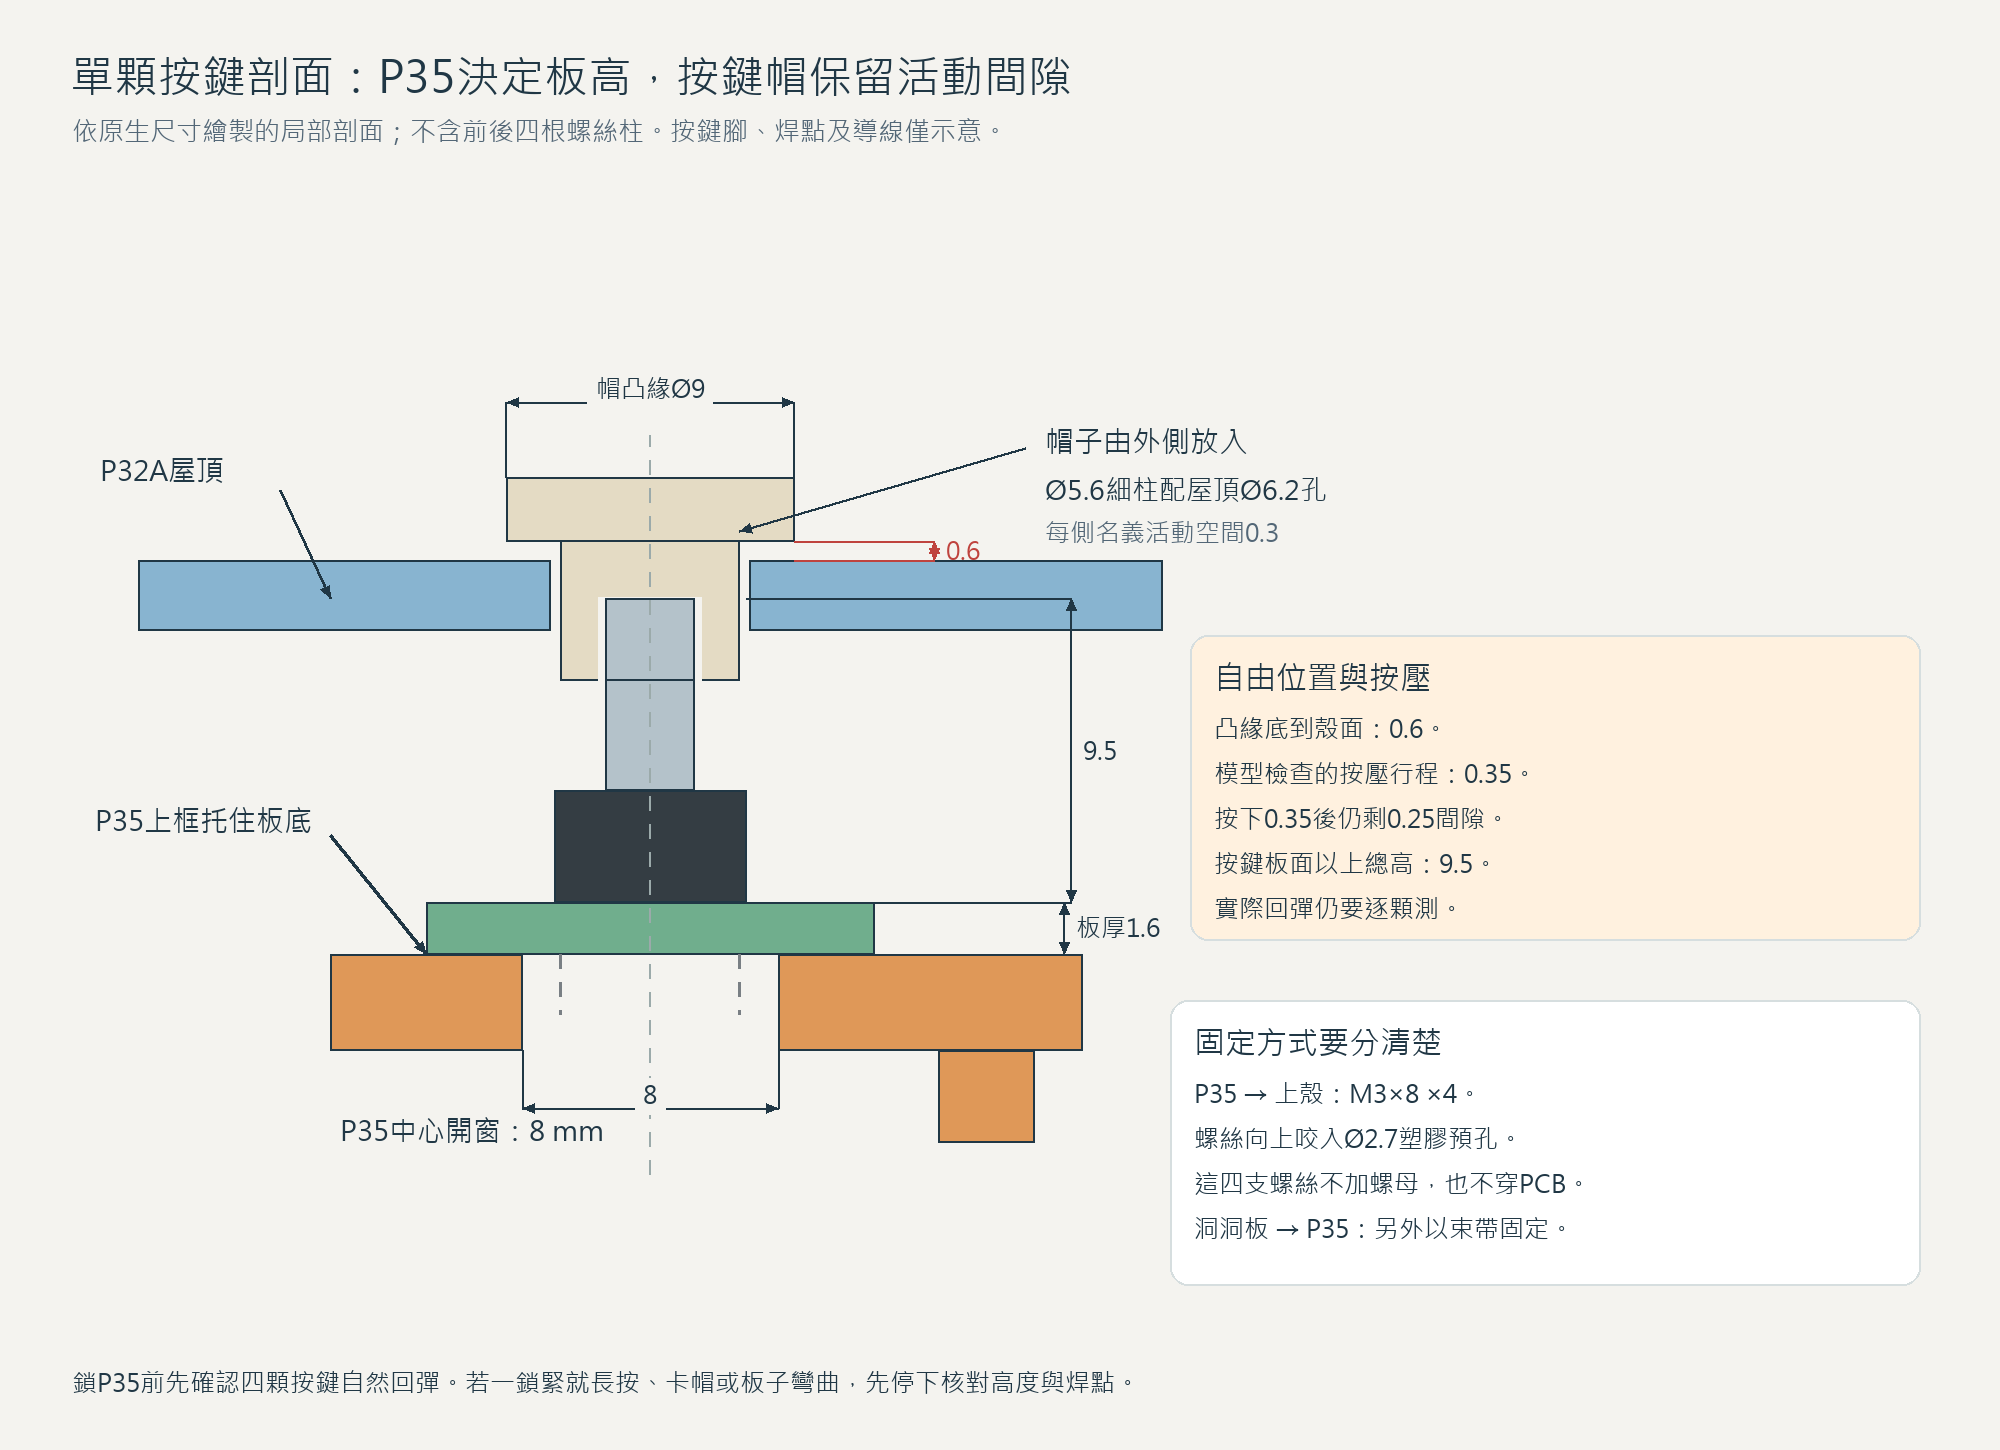 單顆按鍵剖面：P35決定板高，按鍵帽保留活動間隙
依原生尺寸繪製的局部剖面；不含前後四根螺絲柱。按鍵腳、焊點及導線僅示意。
帽凸緣Ø9
帽子由外側放入
P32A屋頂
Ø5.6細柱配屋頂Ø6.2孔
每側名義活動空間0.3
0.6
自由位置與按壓
凸緣底到殼面：0.6。
模型檢查的按壓行程：0.35。
按下0.35後仍剩0.25間隙。
按鍵板面以上總高：9.5。
實際回彈仍要逐顆測。
9.5
P35上框托住板底
板厚1.6
固定方式要分清楚
P35 → 上殼：M3×8 ×4。
螺絲向上咬入Ø2.7塑膠預孔。
這四支螺絲不加螺母，也不穿PCB。
洞洞板 → P35：另外以束帶固定。
8
P35中心開窗：8 mm
鎖P35前先確認四顆按鍵自然回彈。若一鎖緊就長按、卡帽或板子彎曲，先停下核對高度與焊點。